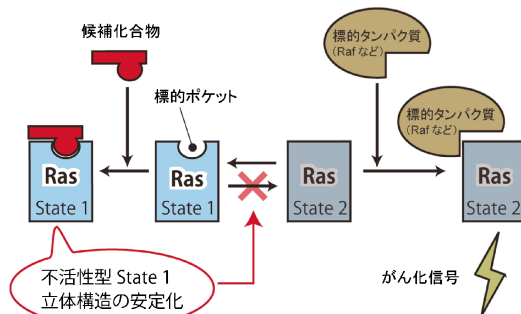 候補化合物
標的タンパク質
(Rafなど)
標的ポケット
標的タンパク質
(Rafなど)
Ras
State 1
Ras
State 1
Ras
State 2
Ras
State 2
不活性型 State 1
立体構造の安定化
がん化信号